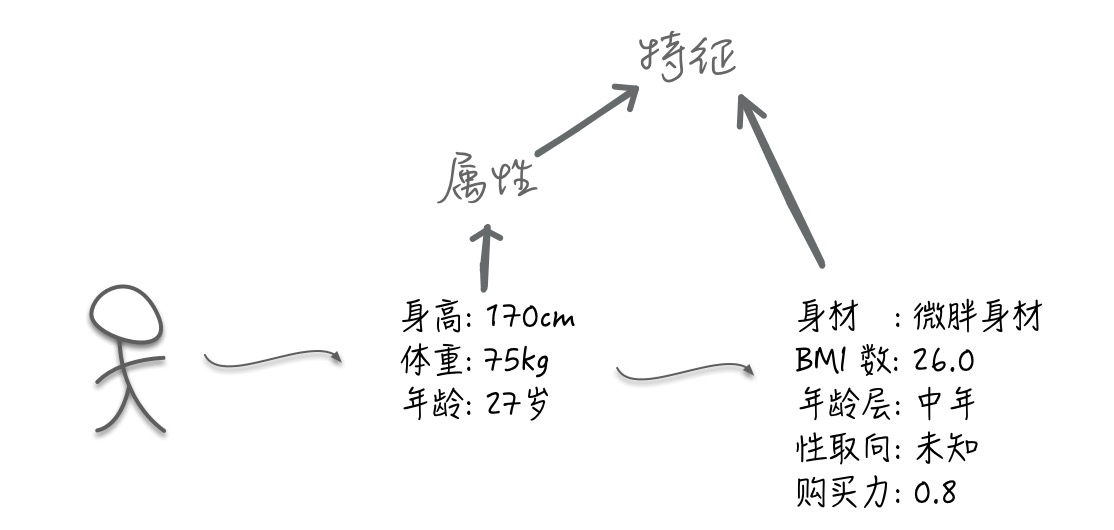 特征
属性
身高: 170cm
体重: 75kg
年龄: 27岁
身材 : 微胖身材
BMI 数: 26.0
年龄层: 中年
性取向: 未知
购买力: 0.8